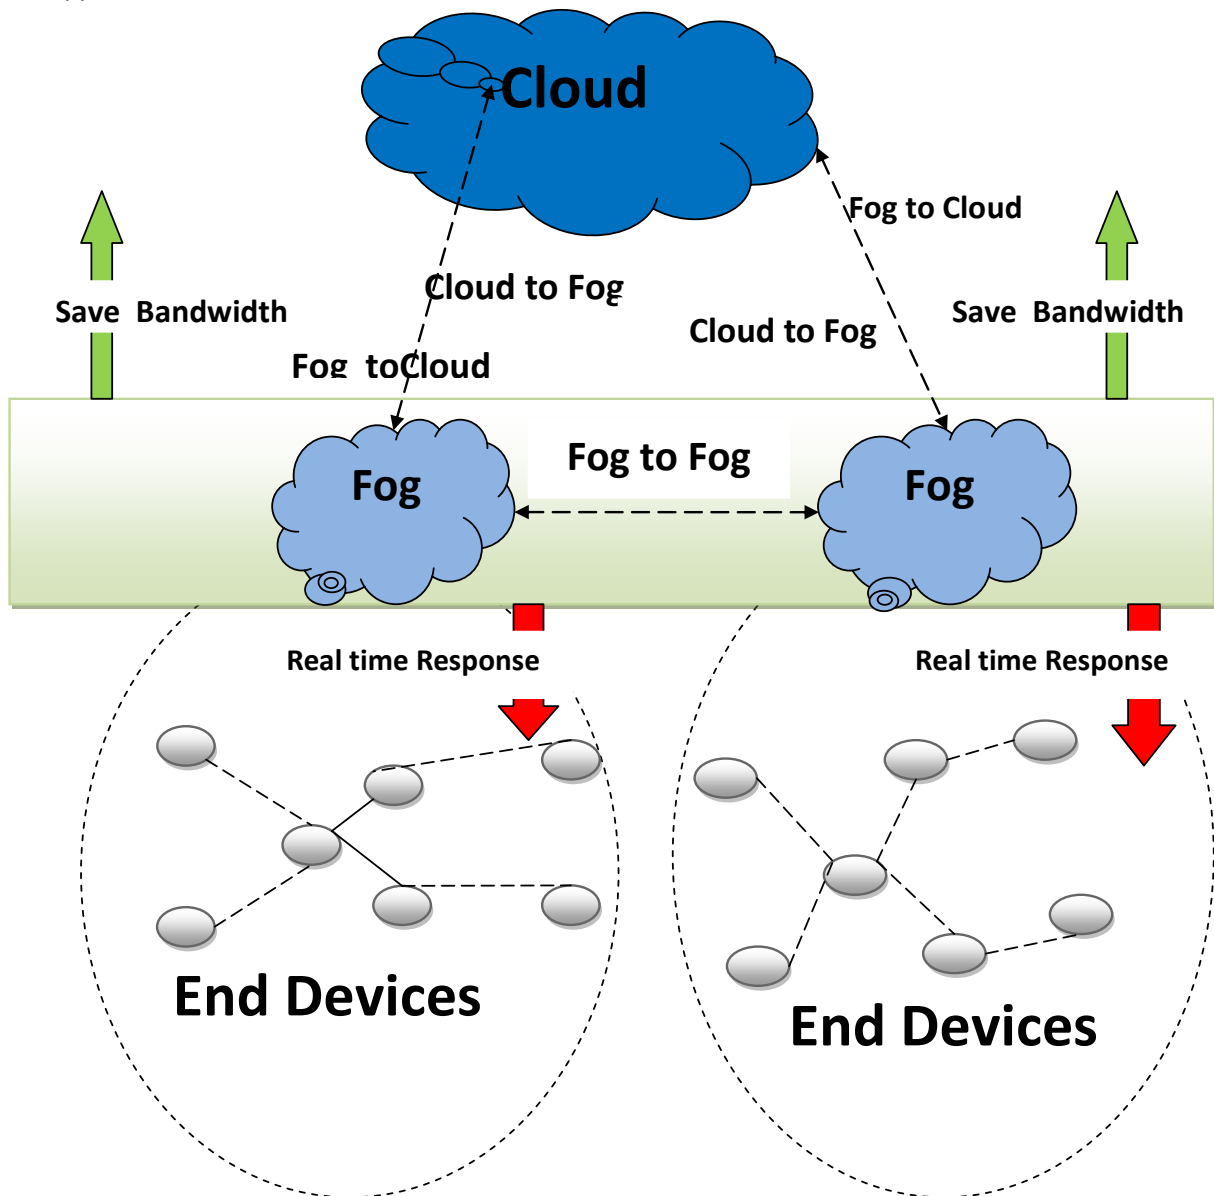 Cloud
Fog to Cloud
Cloud to Fog
Save Bandwidth
Cloud to Fog
Save Bandwidth
Fog toCloud
Fog
Fog to Fog
Fog
Real time Response
Real time Response
End Devices
End Devices